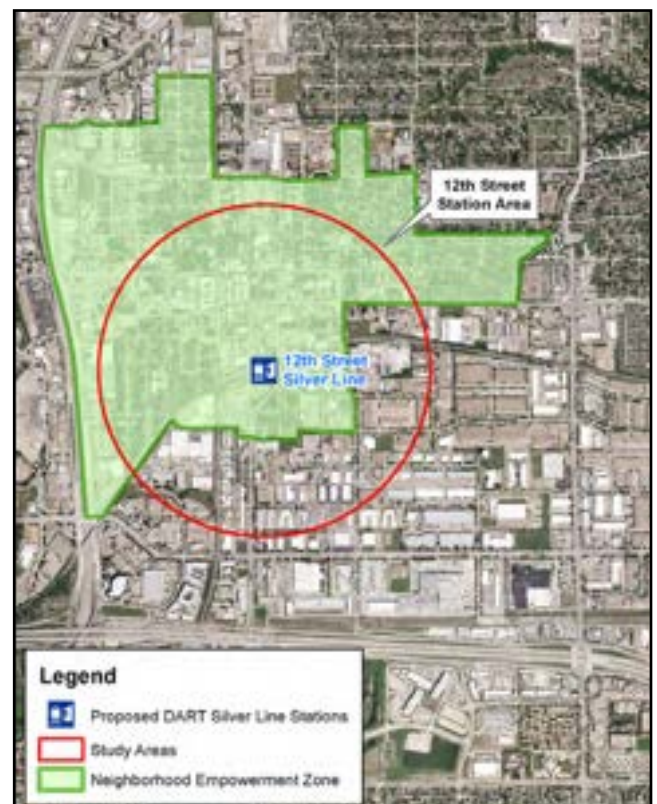 12th Street
Station Area
12th Street
Silver Line
Legend
Proposed DART Silver Line Stations
Study Areas
Neighborhood Empowerment Zone